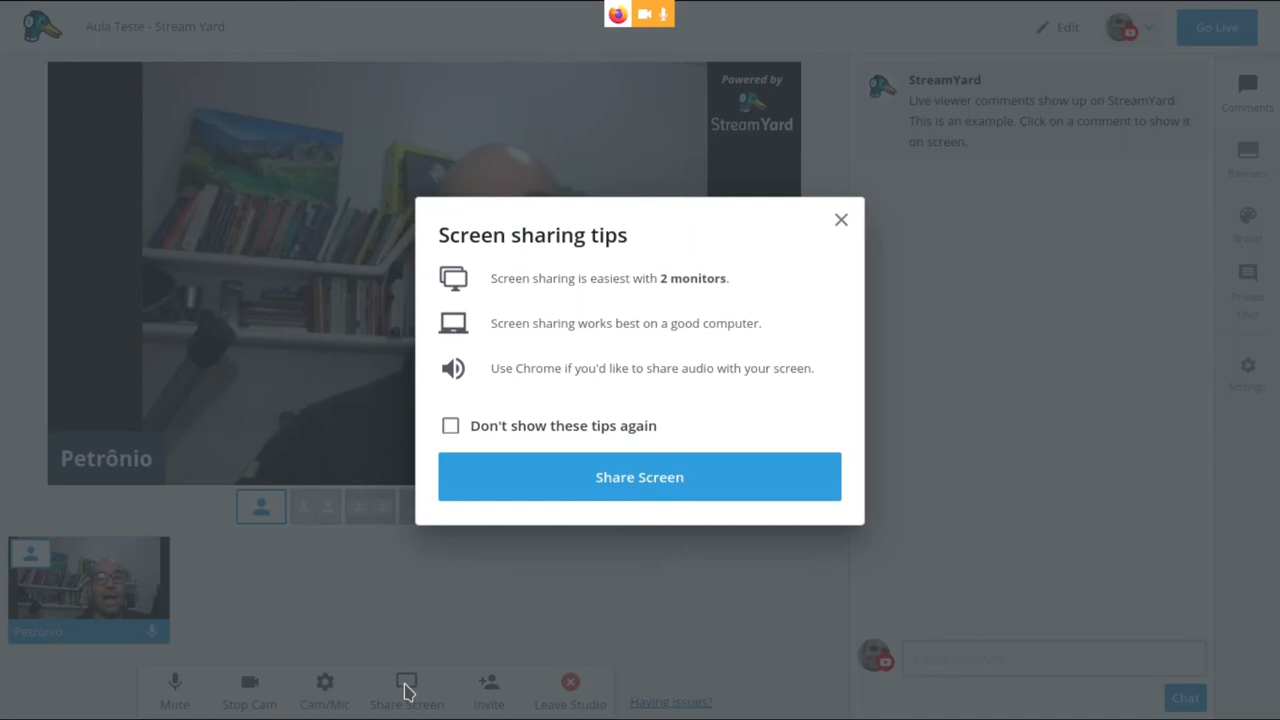 Aula Teste - Stream Yard
Edit
Go Live
Powered by
StreamYard
StreamYard
Live viewer comments show up on StreamYard.
This is an example. Click on a comment to show it
on screen.
Comments
Banners
Brand
Private
Chat
Settings
Screen sharing tips
Screen sharing is easiest with 2 monitors.
Screen sharing works best on a good computer.
Use Chrome if you'd like to share audio with your screen.
Don't show these tips again
Share Screen
Petrônio
Petrônio
Mute
Stop Cam
Cam/Mic
Share Screen
Invite
Leave Studio
Having issues?
Chat